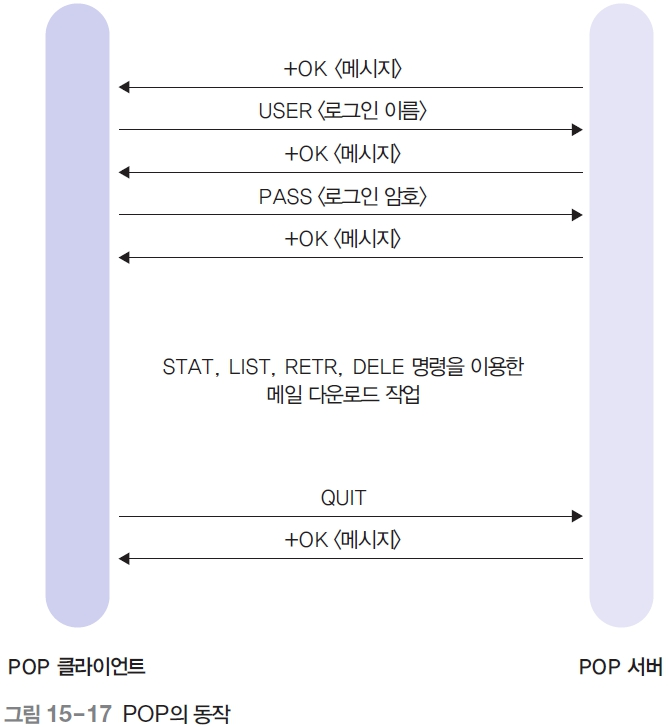 +OK 〈메시지〉
USER 〈로그인 이름〉
+OK 〈메시지〉
PASS 〈로그인 암호〉
+OK 〈메시지〉
STAT, LIST, RETR, DELE 명령을 이용한
메일 다운로드 작업
QUIT
+OK 〈메시지〉
POP 클라이언트 POP 서버
그림 15-17 POP의 동작